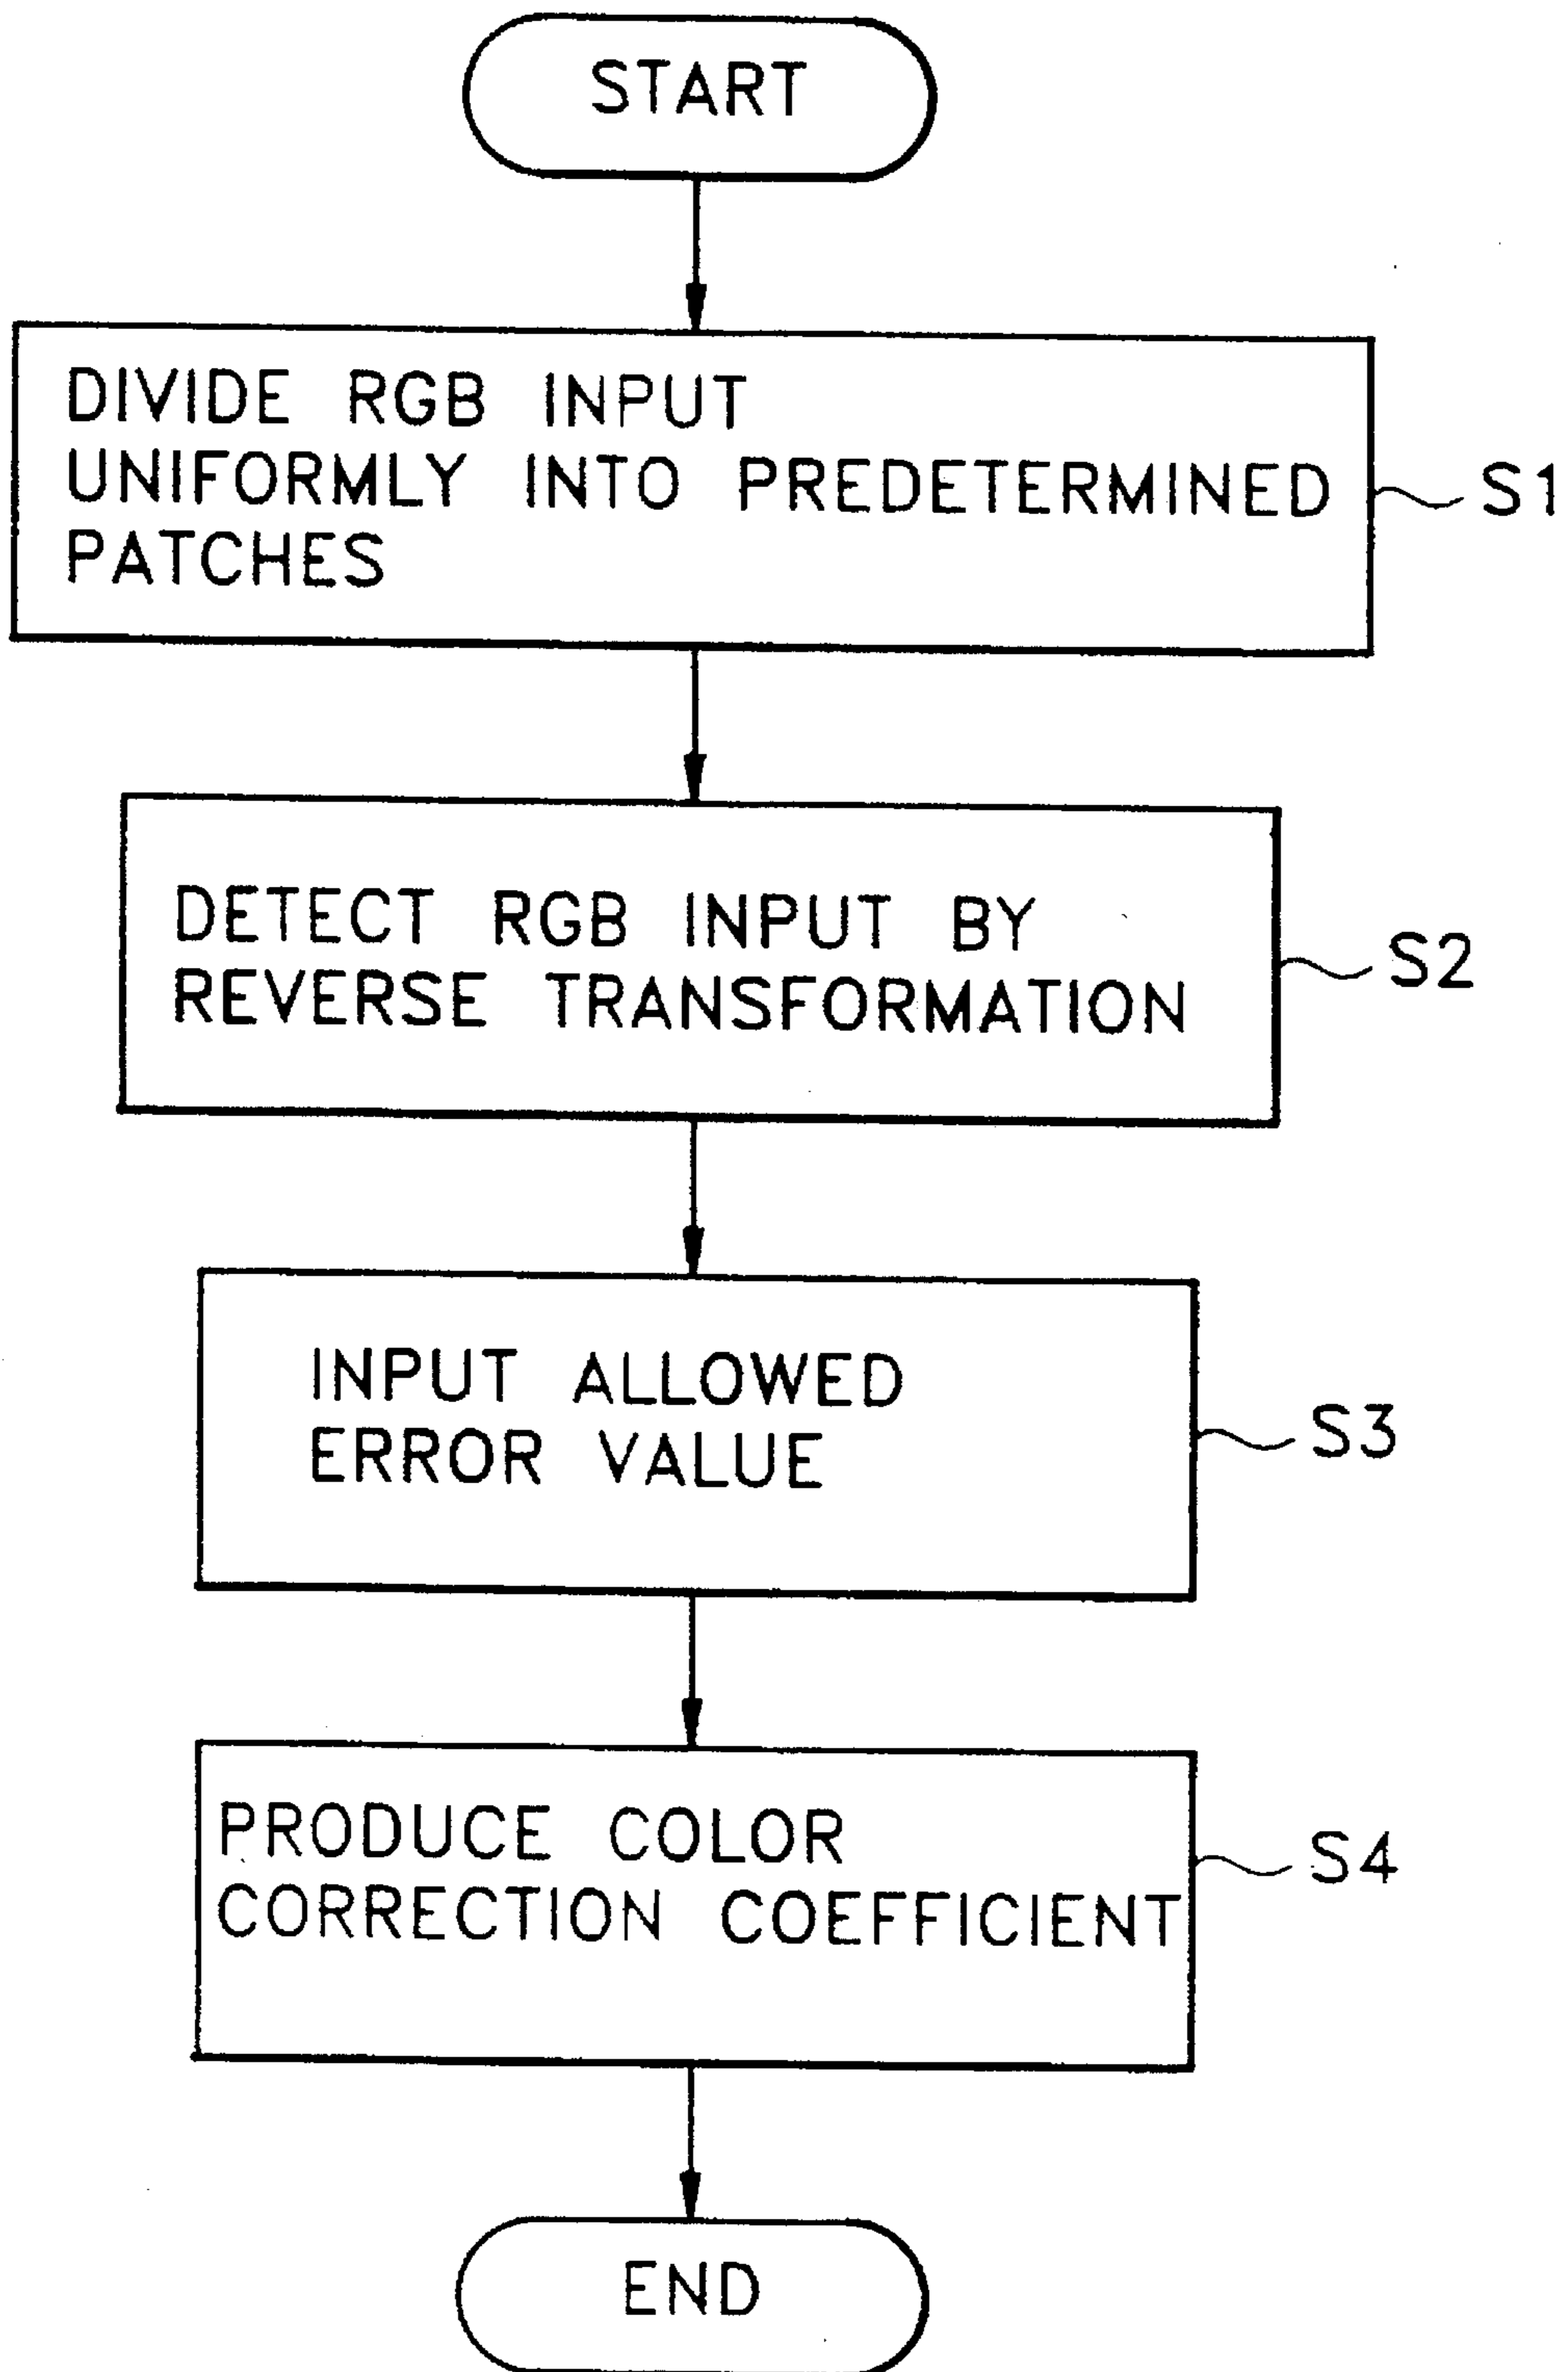 START
DIVIDE RGB INPUT
UNIFORMLY INTO PREDETERMINED
PATCHES
S1
DETECT RGB INPUT BY
REVERSE TRANSFORMATION
S2
INPUT ALLOWED
ERROR VALUE
S3
PRODUCE COLOR
CORRECTION COEFFICIENT
S4
END